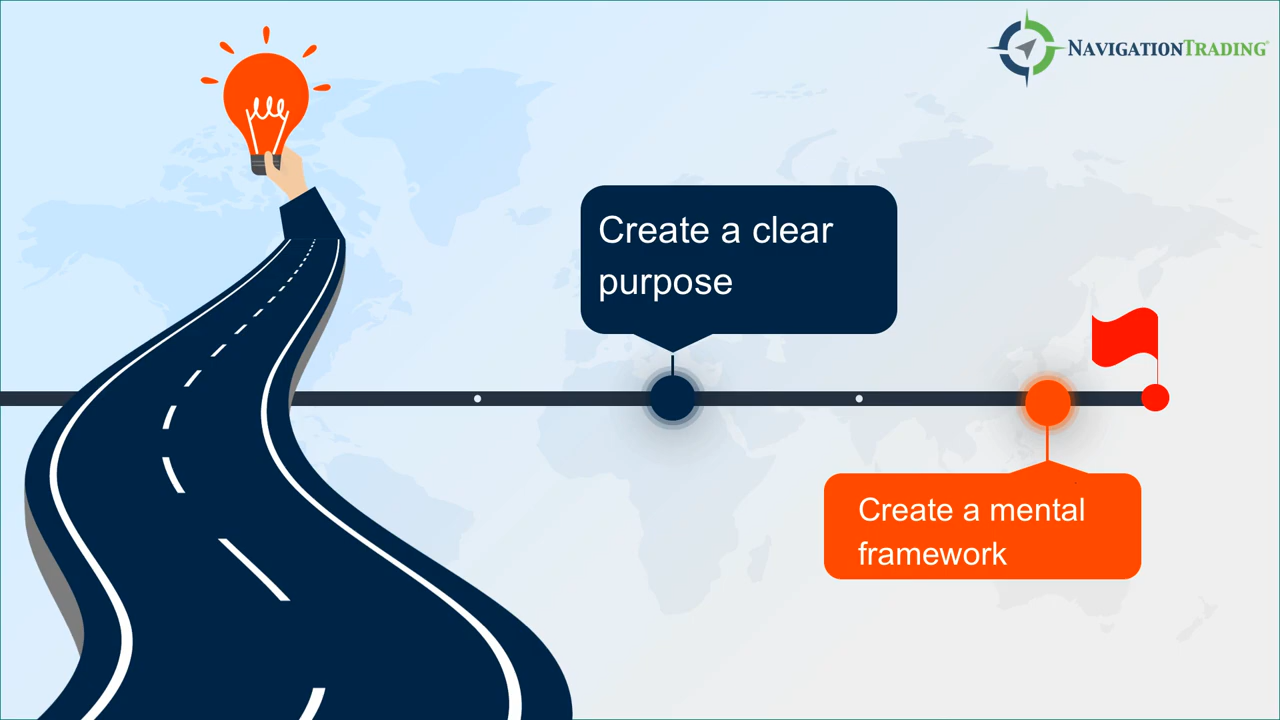 NAVIGATIONTRADING®
Create a clear
purpose
Create a mental
framework